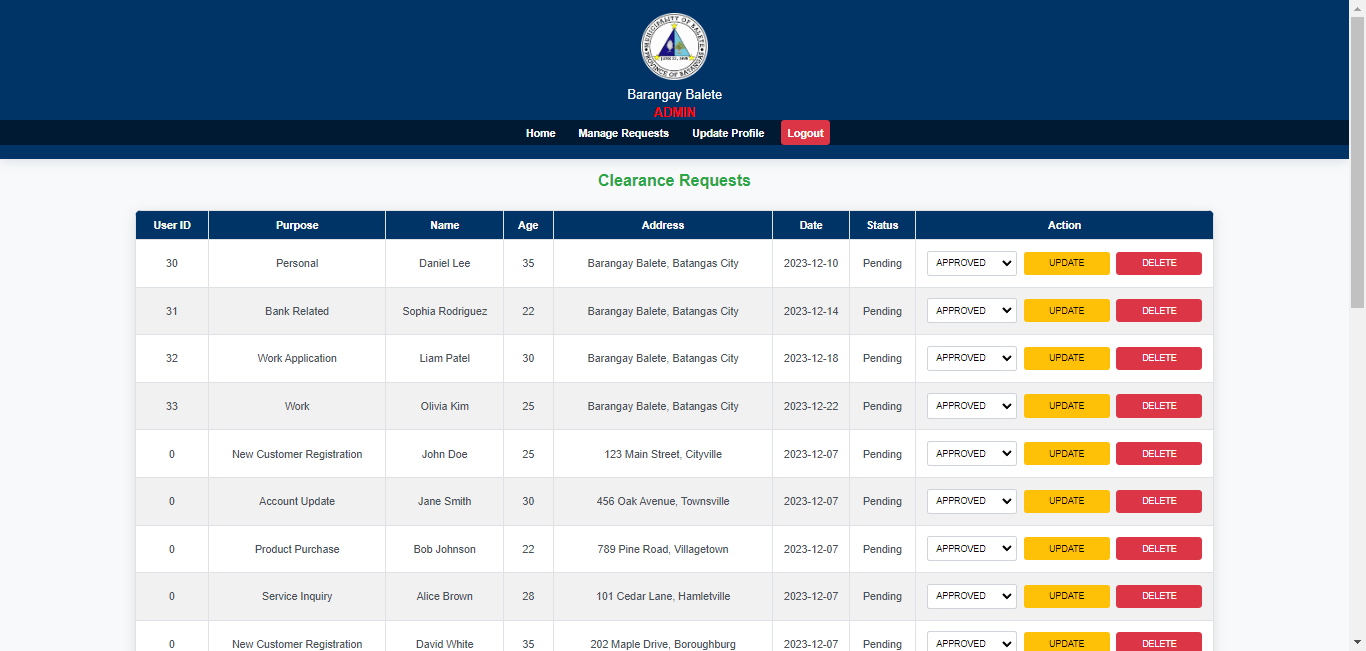 MUNICIPALITY OF BALETE
PROVINCE OF BATANGAS
Barangay Balete
ADMIN
Home Manage Requests Update Profile Logout
Clearance Requests
User ID Purpose Name Age Address Date Status Action
30 Personal Daniel Lee 35 Barangay Balete, Batangas City 2023-12-10 Pending APPROVED UPDATE DELETE
31 Bank Related Sophia Rodriguez 22 Barangay Balete, Batangas City 2023-12-14 Pending APPROVED UPDATE DELETE
32 Work Application Liam Patel 30 Barangay Balete, Batangas City 2023-12-18 Pending APPROVED UPDATE DELETE
33 Work Olivia Kim 25 Barangay Balete, Batangas City 2023-12-22 Pending APPROVED UPDATE DELETE
0 New Customer Registration John Doe 25 123 Main Street, Cityville 2023-12-07 Pending APPROVED UPDATE DELETE
0 Account Update Jane Smith 30 456 Oak Avenue, Townsville 2023-12-07 Pending APPROVED UPDATE DELETE
0 Product Purchase Bob Johnson 22 789 Pine Road, Villagetown 2023-12-07 Pending APPROVED UPDATE DELETE
0 Service Inquiry Alice Brown 28 101 Cedar Lane, Hamletville 2023-12-07 Pending APPROVED UPDATE DELETE
0 New Customer Registration David White 35 202 Maple Drive, Boroughburg 2023-12-07 Pending APPROVED UPDATE DELETE